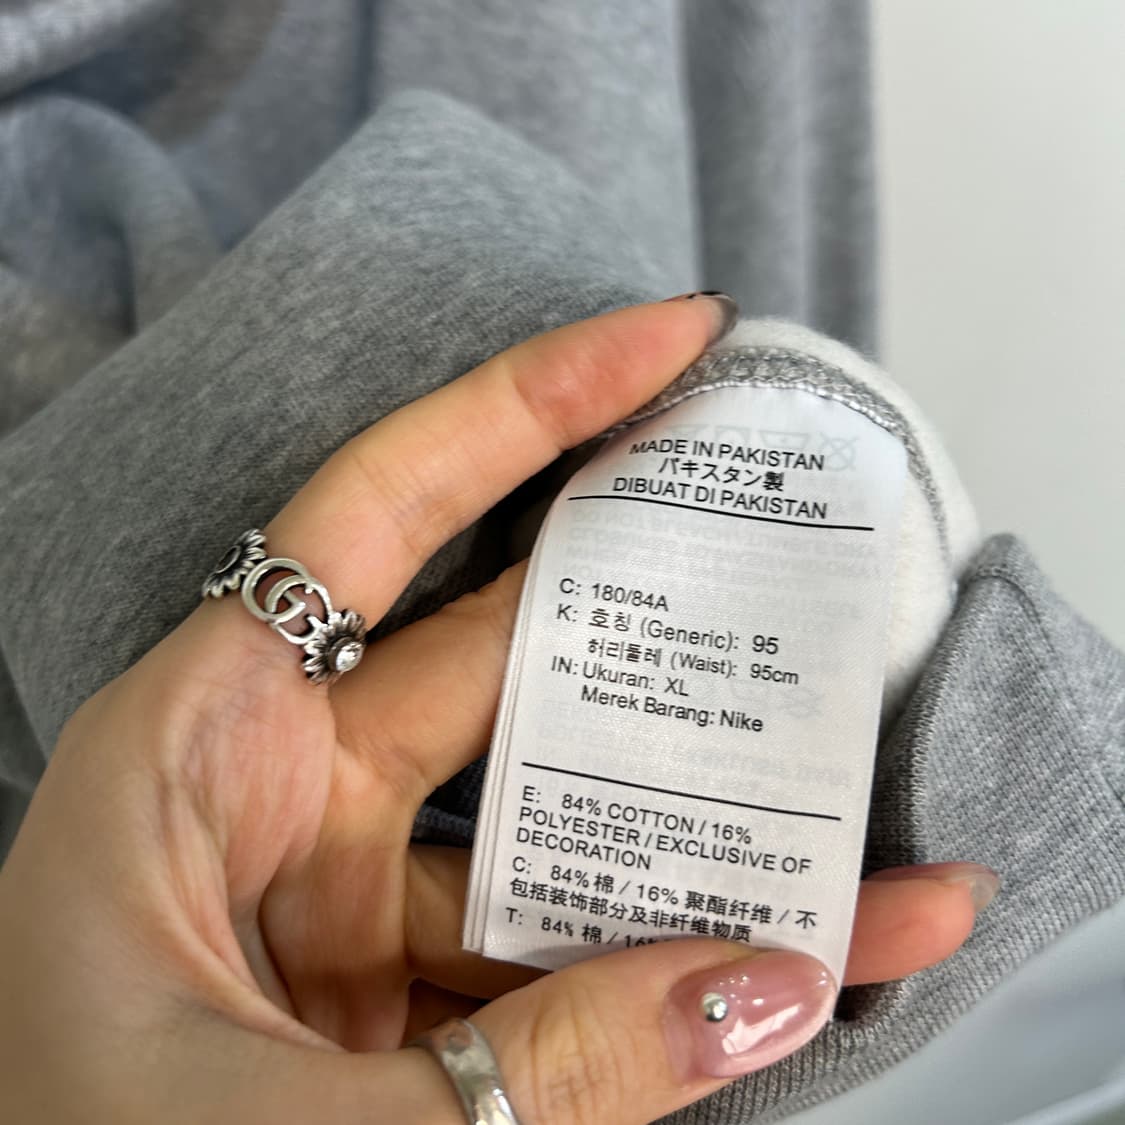 MADE IN PAKISTAN
パキスタン製
DIBUAT DI PAKISTAN
C: 180/84A
K: 호칭 (Generic): 95
허리둘레 (Waist): 95cm
IN: Ukuran: XL
Merek Barang: Nike
E: 84% COTTON / 16%
POLYESTER / EXCLUSIVE OF
DECORATION
C: 84% 棉 / 16% 聚酯纤维 / 不
包括装饰部分及非纤维物质
T: 84% 棉 / 16%